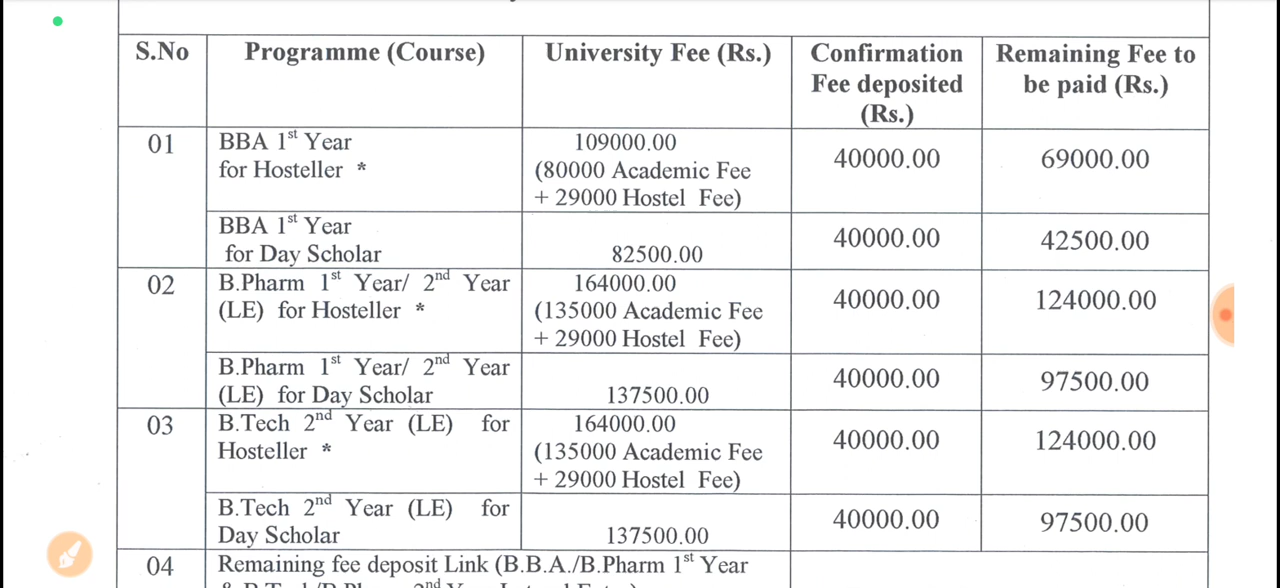 S.No Programme (Course) University Fee (Rs.) Confirmation Fee deposited (Rs.) Remaining Fee to be paid (Rs.)
01 BBA 1st Year for Hosteller * 109000.00 (80000 Academic Fee + 29000 Hostel Fee) 40000.00 69000.00
BBA 1st Year for Day Scholar 82500.00 40000.00 42500.00
02 B.Pharm 1st Year/ 2nd Year (LE) for Hosteller * 164000.00 (135000 Academic Fee + 29000 Hostel Fee) 40000.00 124000.00
B.Pharm 1st Year/ 2nd Year (LE) for Day Scholar 137500.00 40000.00 97500.00
03 B.Tech 2nd Year (LE) for Hosteller * 164000.00 (135000 Academic Fee + 29000 Hostel Fee) 40000.00 124000.00
B.Tech 2nd Year (LE) for Day Scholar 137500.00 40000.00 97500.00
04 Remaining fee deposit Link (B.B.A./B.Pharm 1st Year